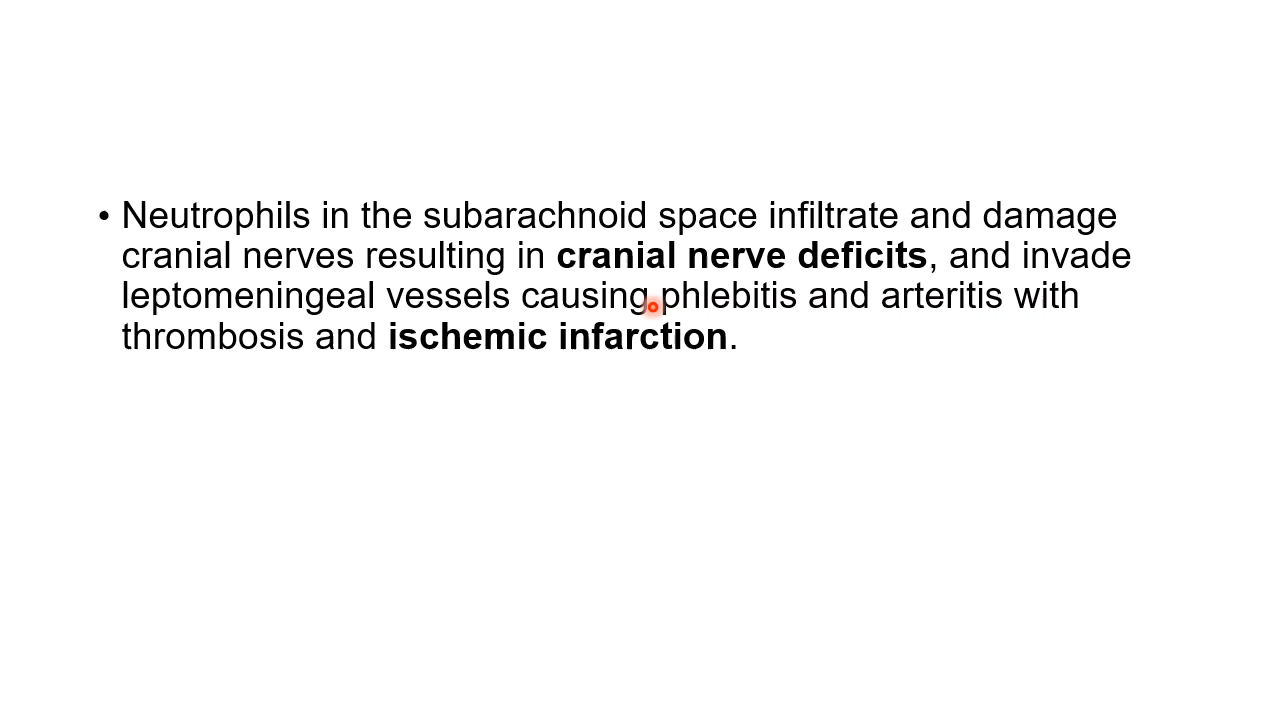 • Neutrophils in the subarachnoid space infiltrate and damage
cranial nerves resulting in cranial nerve deficits, and invade
leptomeningeal vessels causing phlebitis and arteritis with
thrombosis and ischemic infarction.